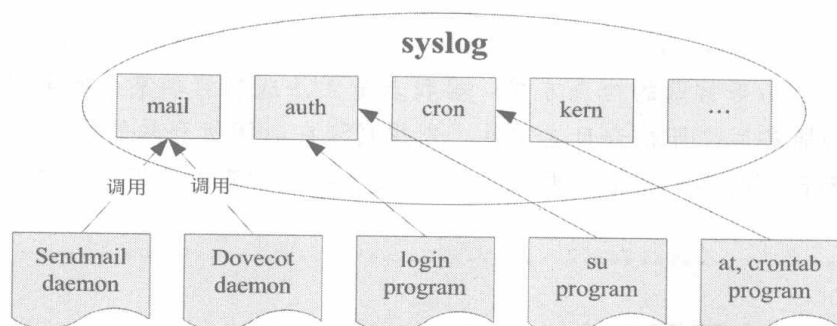 syslog
mail auth cron kern …
调用 调用
Sendmail Dovecot login su at, crontab
daemon daemon program program program